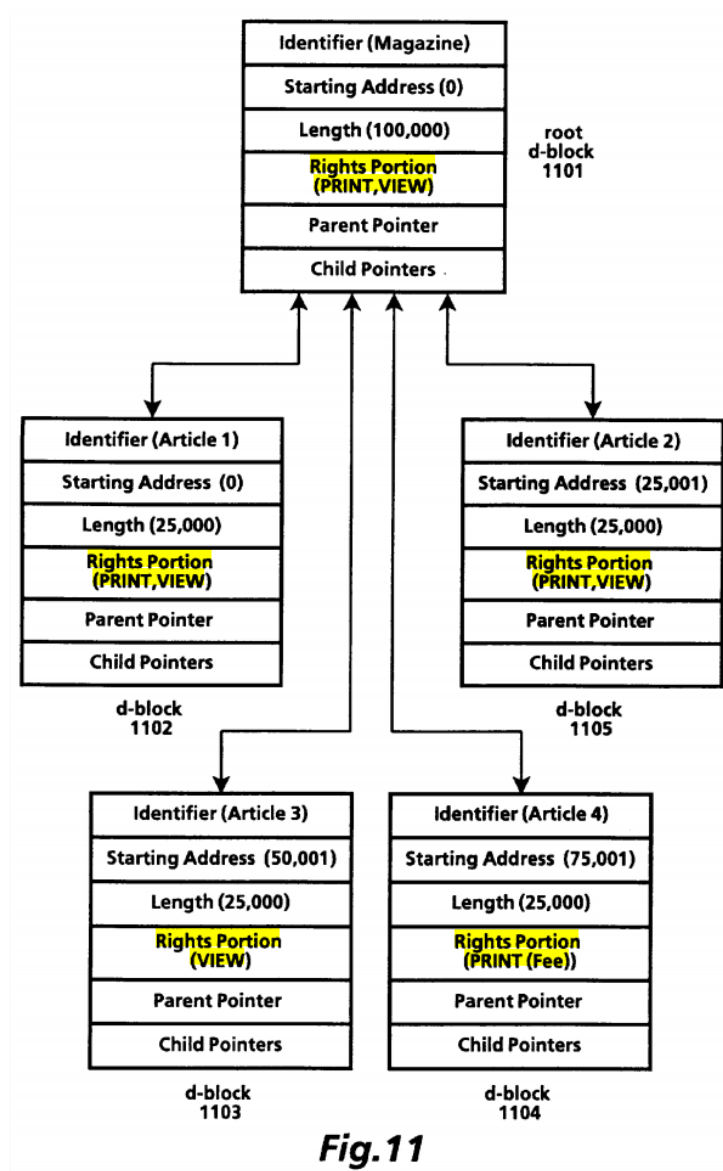 Identifier (Magazine)
Starting Address (0)
Length (100,000)
Rights Portion
(PRINT,VIEW)
Parent Pointer
Child Pointers
root
d-block
1101
Identifier (Article 1)
Starting Address (0)
Length (25,000)
Rights Portion
(PRINT,VIEW)
Parent Pointer
Child Pointers
d-block
1102
Identifier (Article 2)
Starting Address (25,001)
Length (25,000)
Rights Portion
(PRINT,VIEW)
Parent Pointer
Child Pointers
d-block
1105
Identifier (Article 3)
Starting Address (50,001)
Length (25,000)
Rights Portion
(VIEW)
Parent Pointer
Child Pointers
d-block
1103
Identifier (Article 4)
Starting Address (75,001)
Length (25,000)
Rights Portion
(PRINT (Fee))
Parent Pointer
Child Pointers
d-block
1104
Fig.11